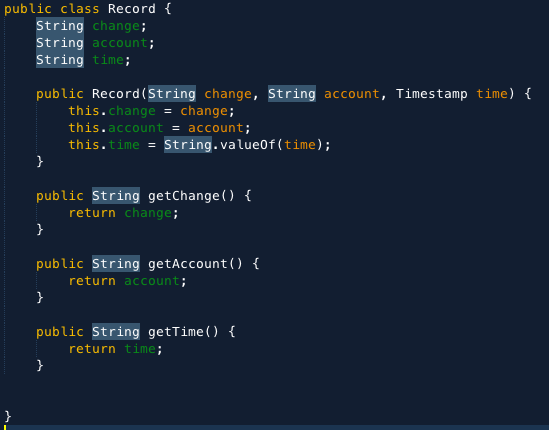 public class Record {
    String change;
    String account;
    String time;

    public Record(String change, String account, Timestamp time) {
        this.change = change;
        this.account = account;
        this.time = String.valueOf(time);
    }

    public String getChange() {
        return change;
    }

    public String getAccount() {
        return account;
    }

    public String getTime() {
        return time;
    }


}